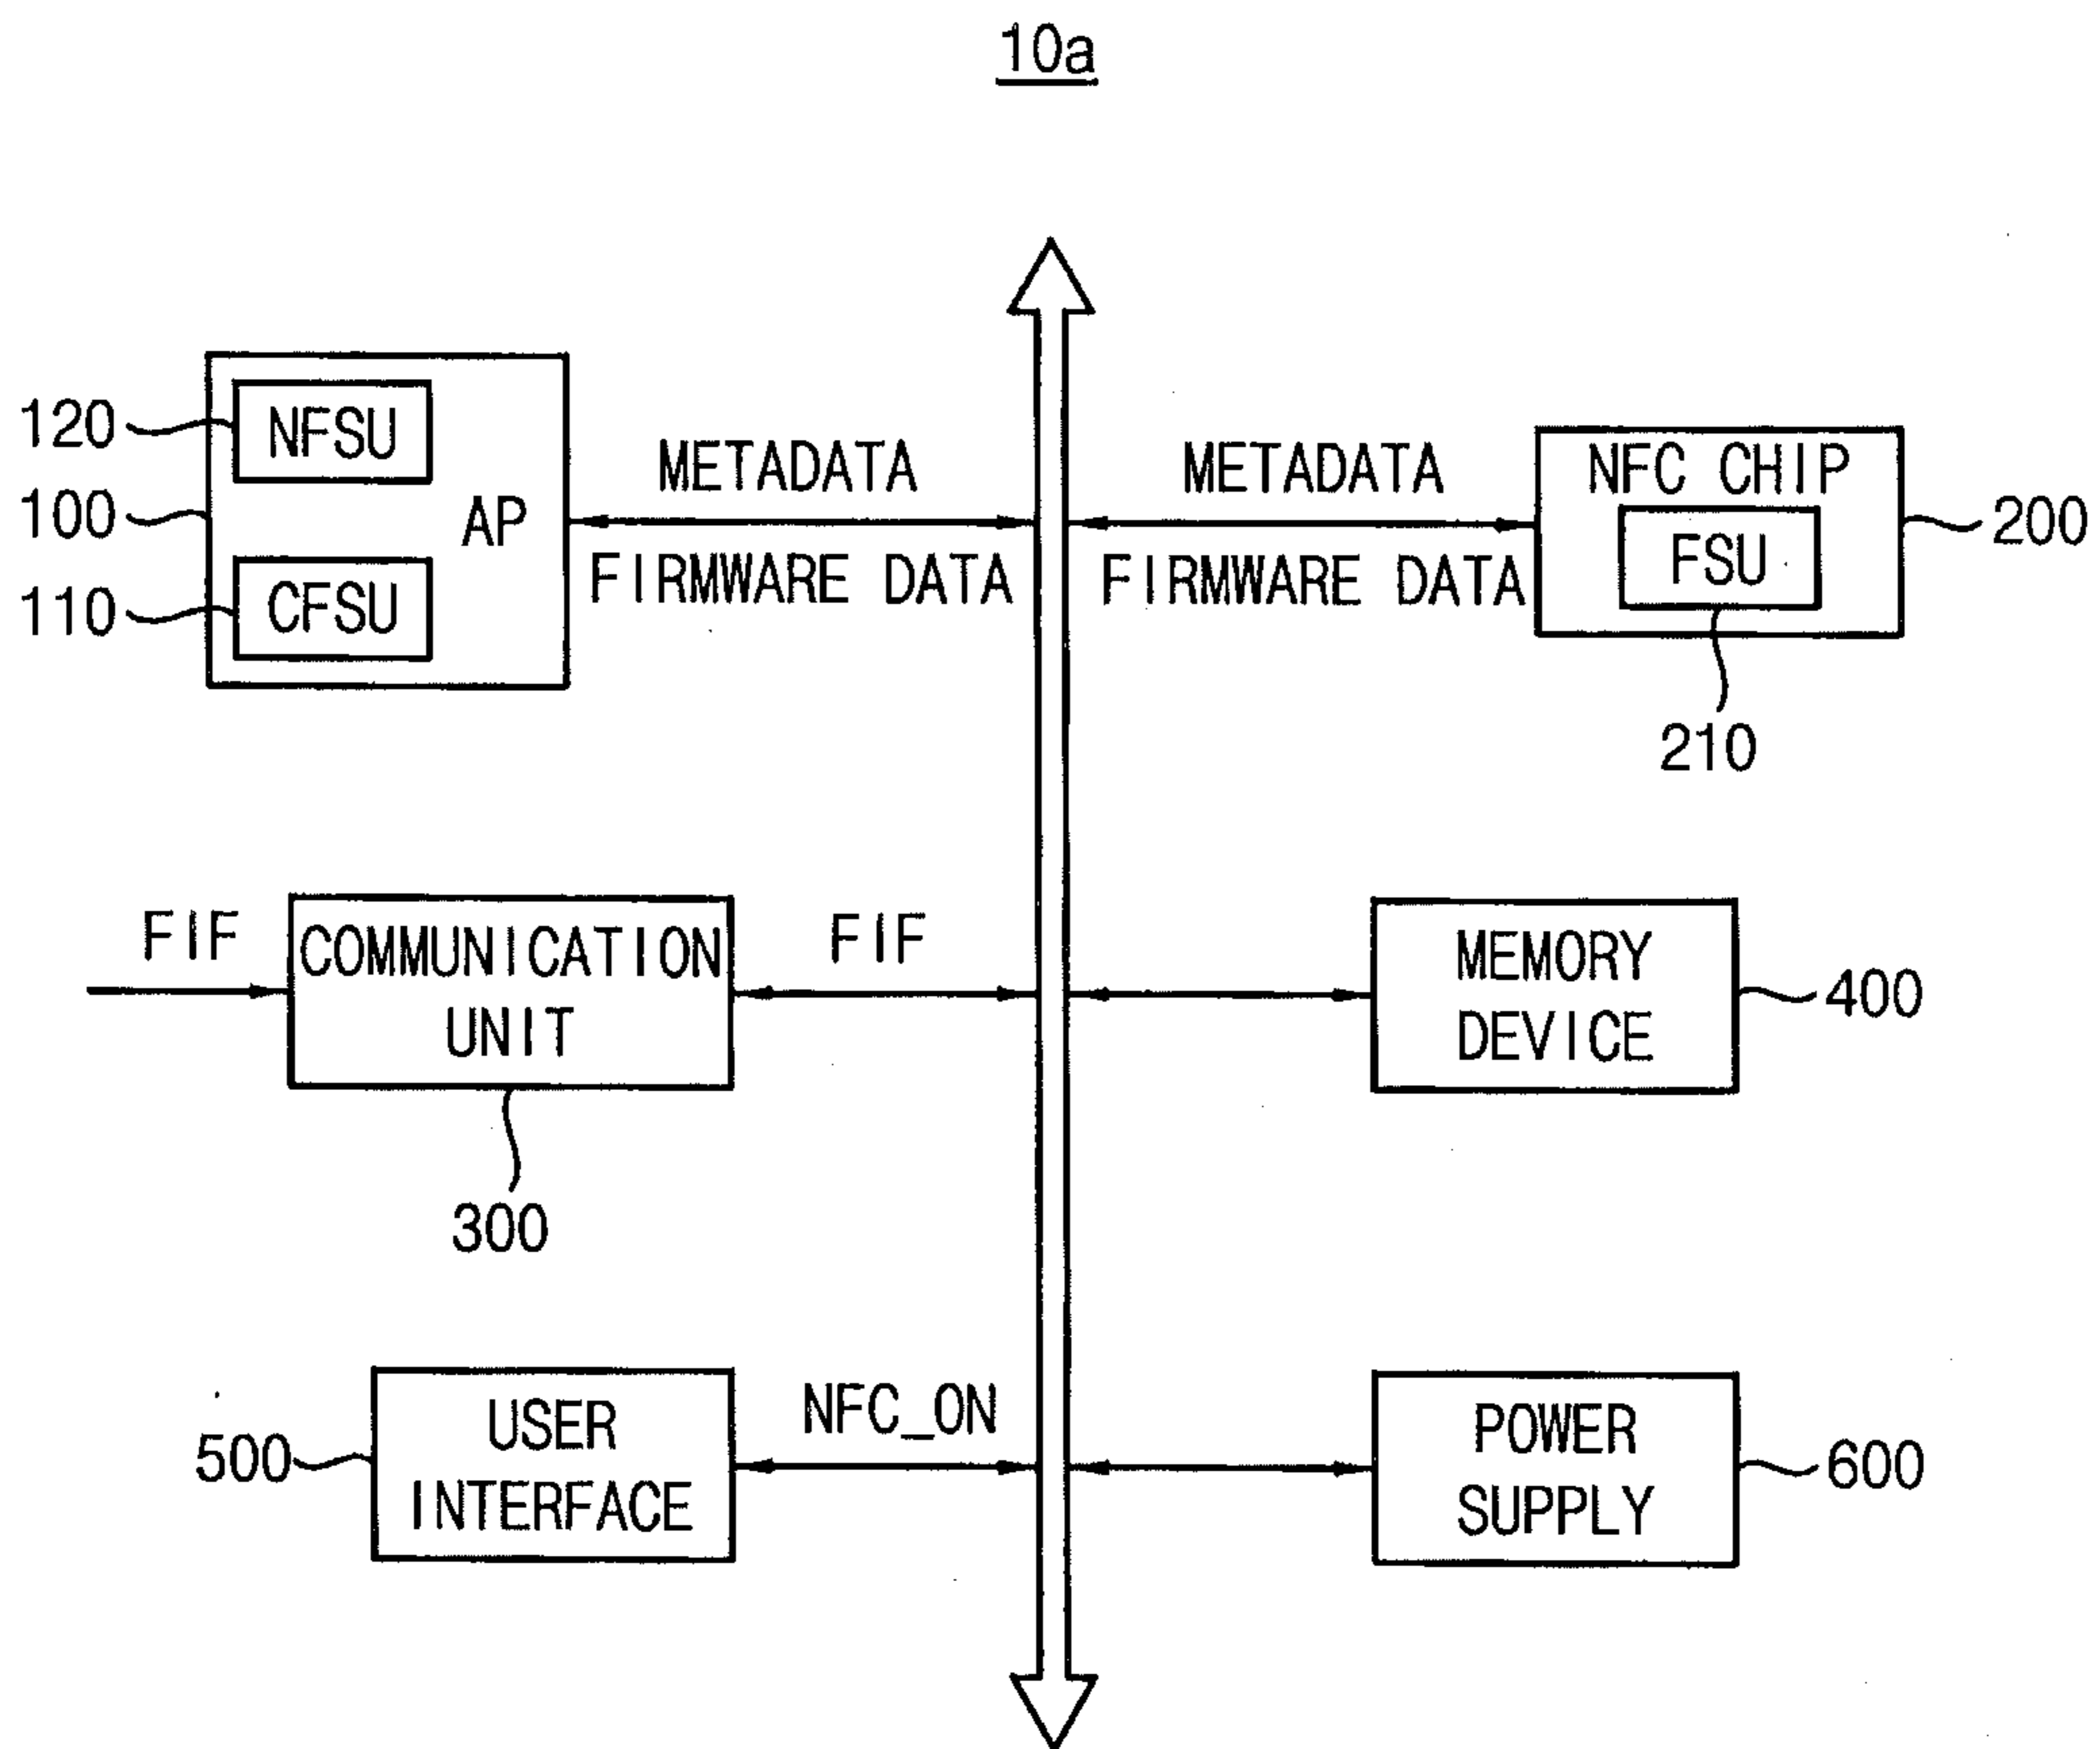 10a
120
NFSU
100
AP
110
CFSU
METADATA
FIRMWARE DATA
METADATA
FIRMWARE DATA
NFC CHIP
FSU
200
210
FIF
COMMUNICATION
UNIT
300
FIF
MEMORY
DEVICE
400
500
USER
INTERFACE
NFC_ON
POWER
SUPPLY
600